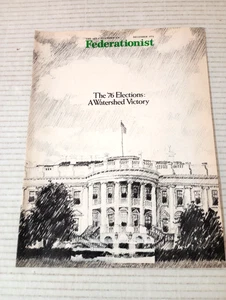 Federationist
The '76 Elections:
A Watershed Victory